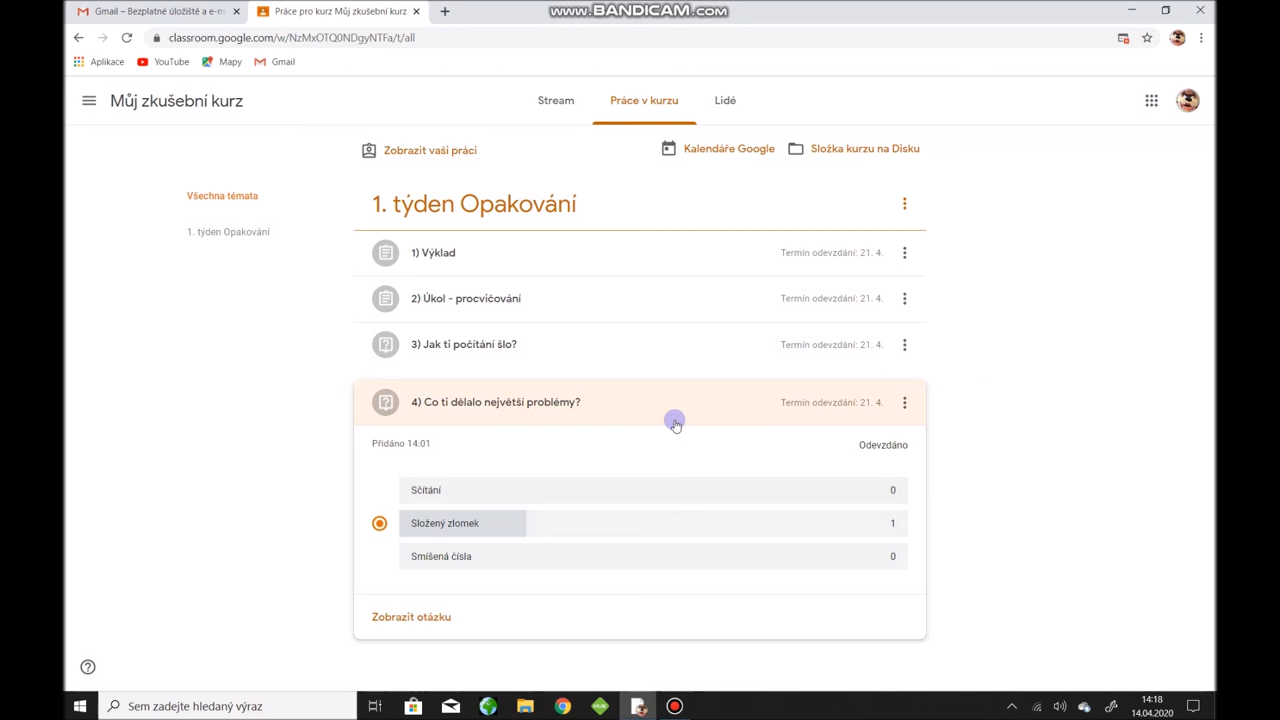 Gmail – Bezplatné úložiště a e-m
Práce pro kurz Můj zkušební kurz
www.BANDICAM.com
classroom.google.com/w/NzMxOTQ0NDgyNTFa/t/all
Aplikace
YouTube
Mapy
Gmail
Můj zkušební kurz
Stream
Práce v kurzu
Lidé
Zobrazit vaši práci
Kalendáře Google
Složka kurzu na Disku
Všechna témata
1. týden Opakování
1. týden Opakování
1) Výklad
Termín odevzdání: 21. 4.
2) Úkol - procvičování
Termín odevzdání: 21. 4.
3) Jak ti počítání šlo?
Termín odevzdání: 21. 4.
4) Co ti dělalo největší problémy?
Termín odevzdání: 21. 4.
Přidáno 14:01
Odevzdáno
Sčítání 0
Složený zlomek 1
Smíšená čísla 0
Zobrazit otázku
Sem zadejte hledaný výraz
14:18
14.04.2020